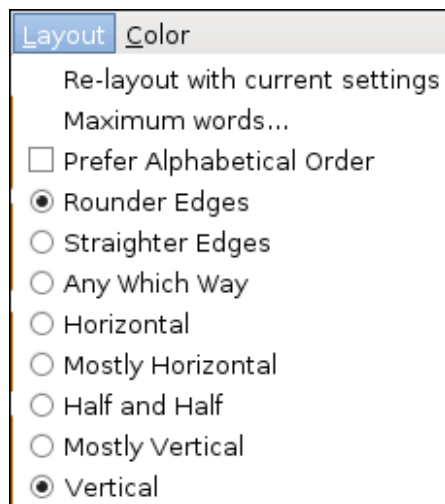 Layout Color
Re-layout with current settings
Maximum words...
Prefer Alphabetical Order
Rounder Edges
Straighter Edges
Any Which Way
Horizontal
Mostly Horizontal
Half and Half
Mostly Vertical
Vertical